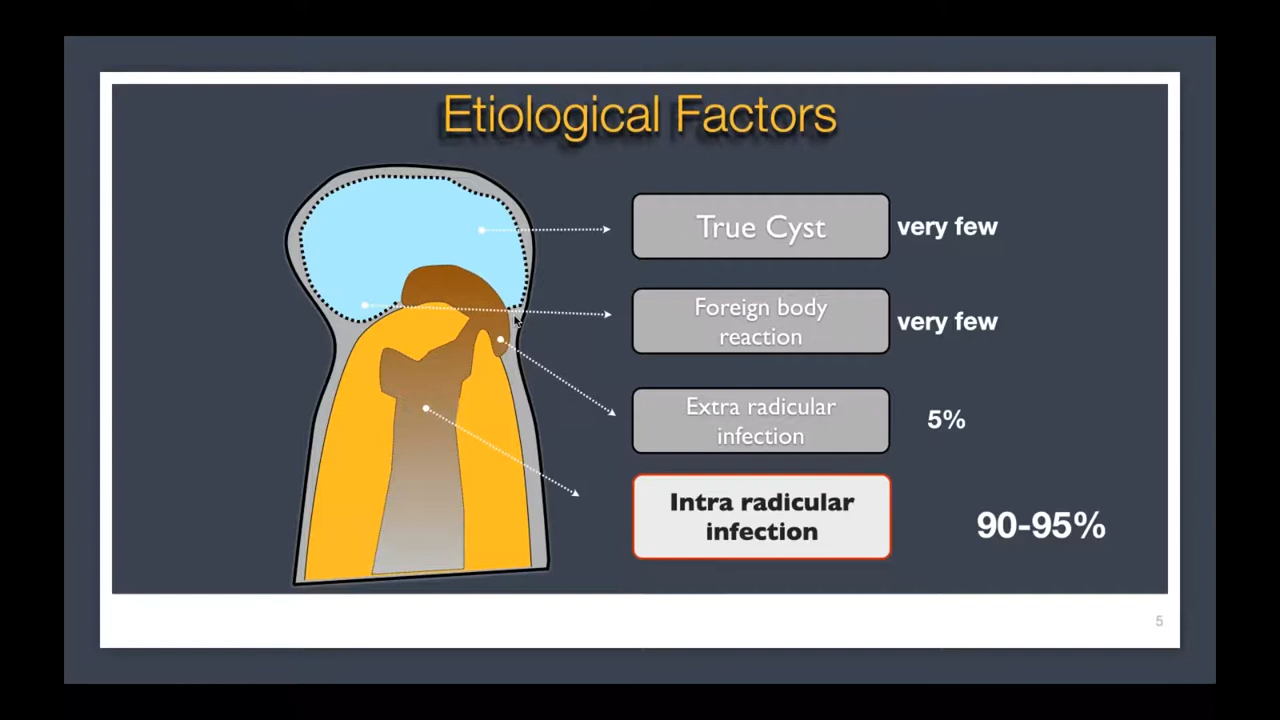 Etiological Factors
True Cyst
very few
Foreign body
reaction
very few
Extra radicular
infection
5%
Intra radicular
infection
90-95%
5